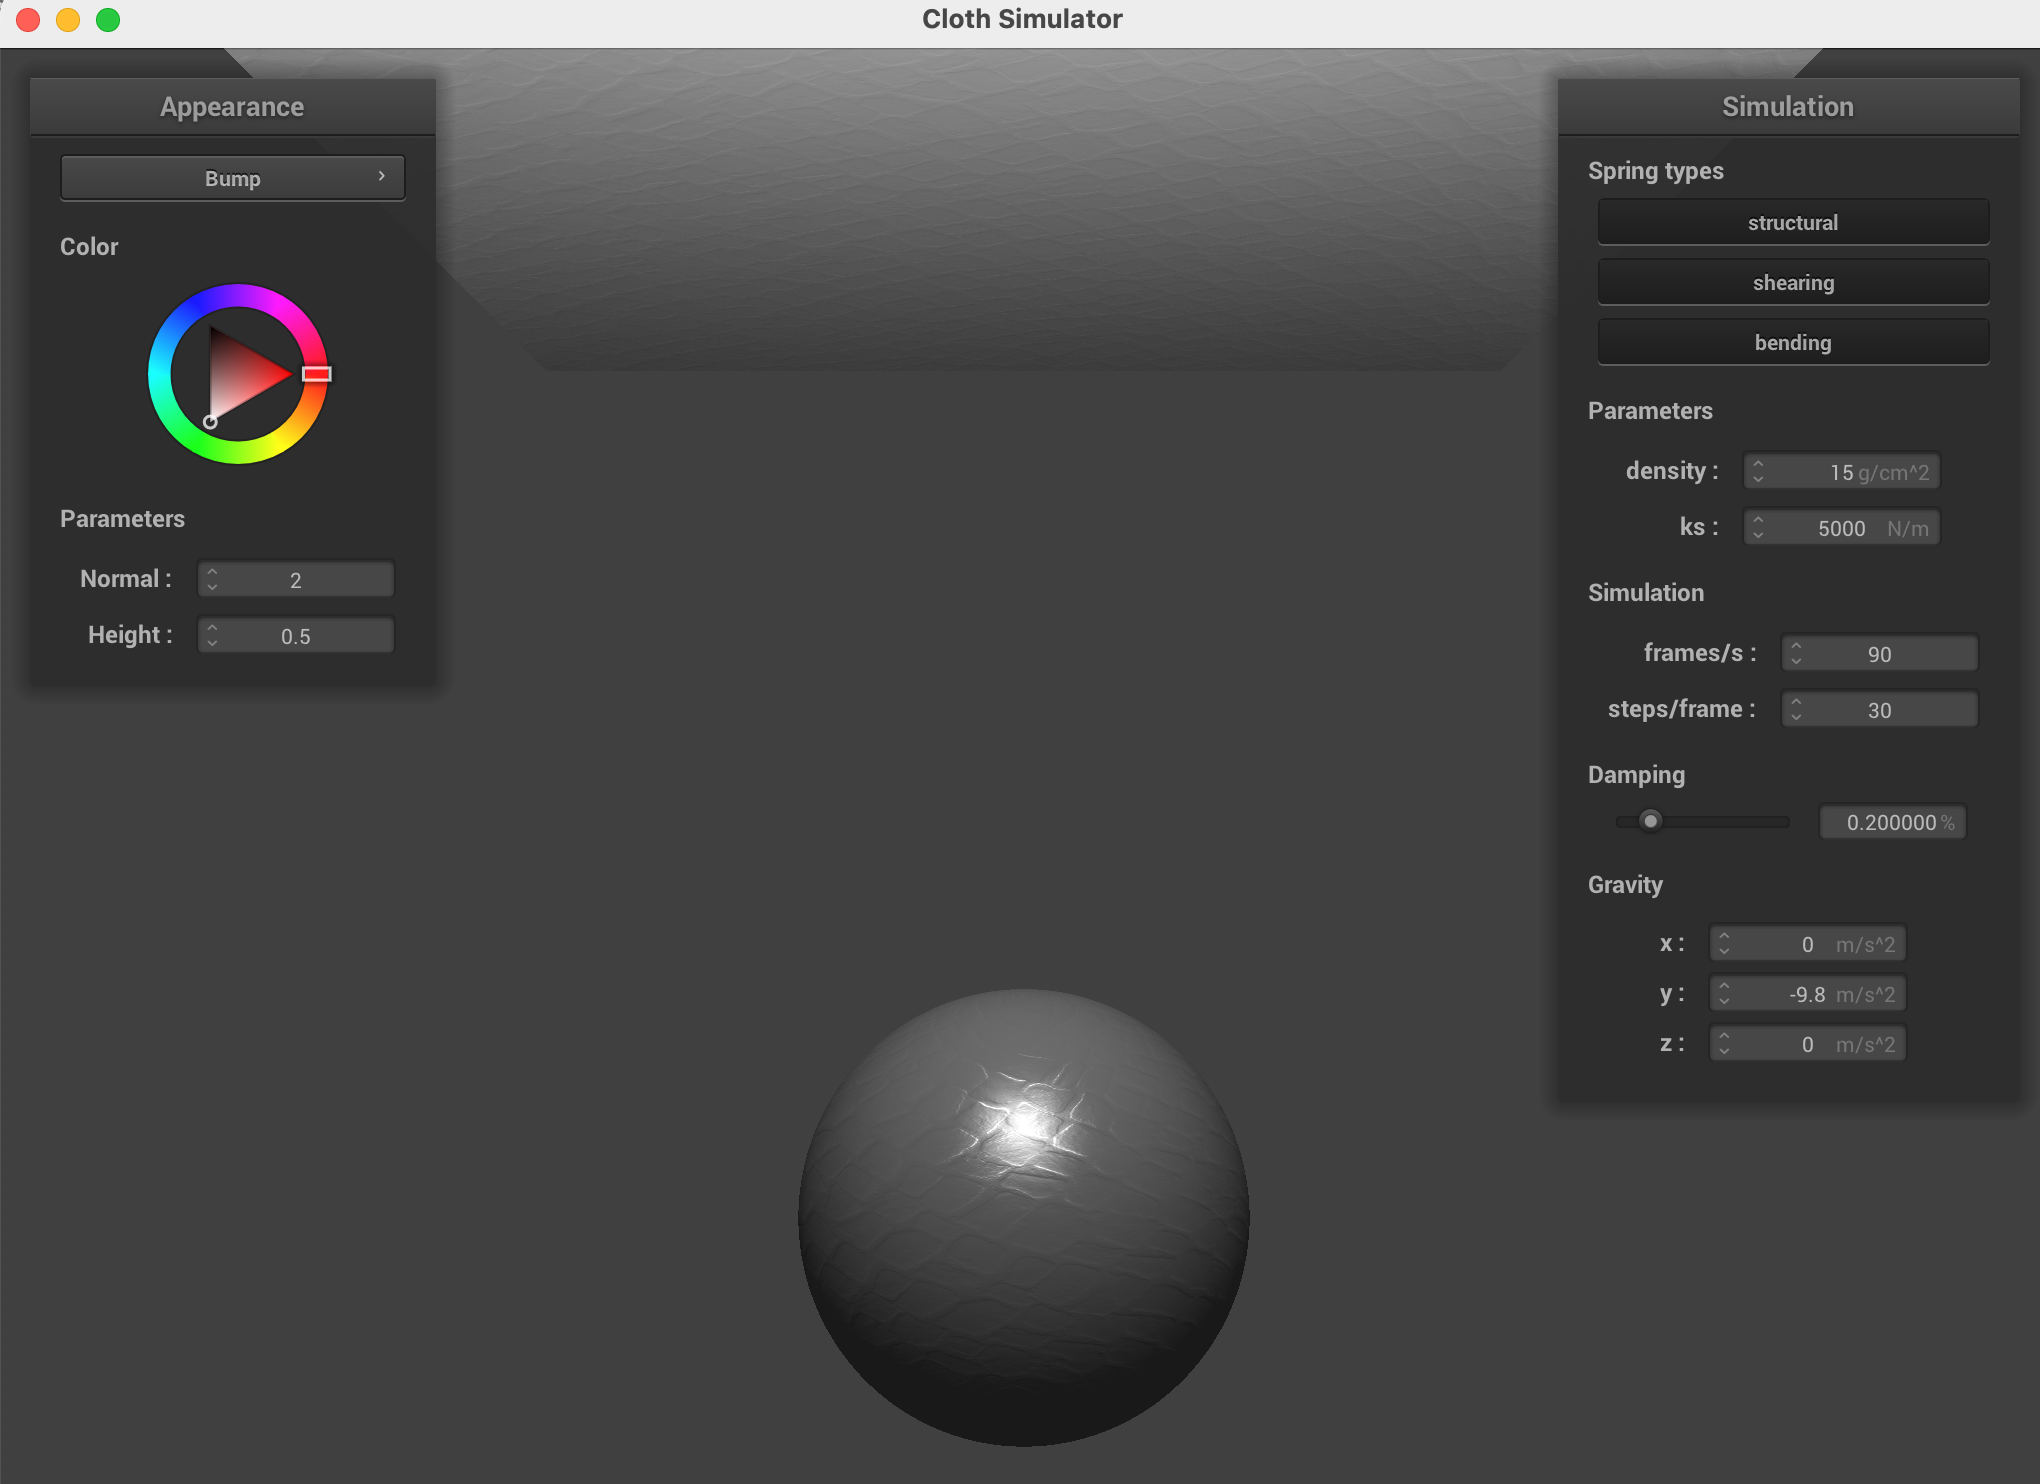 Cloth Simulator
Appearance
Bump
Color
Parameters
Normal : 2
Height : 0.5
Simulation
Spring types
structural
shearing
bending
Parameters
density : 15 g/cm^2
ks : 5000 N/m
Simulation
frames/s : 90
steps/frame : 30
Damping
0.200000 %
Gravity
x : 0 m/s^2
y : -9.8 m/s^2
z : 0 m/s^2